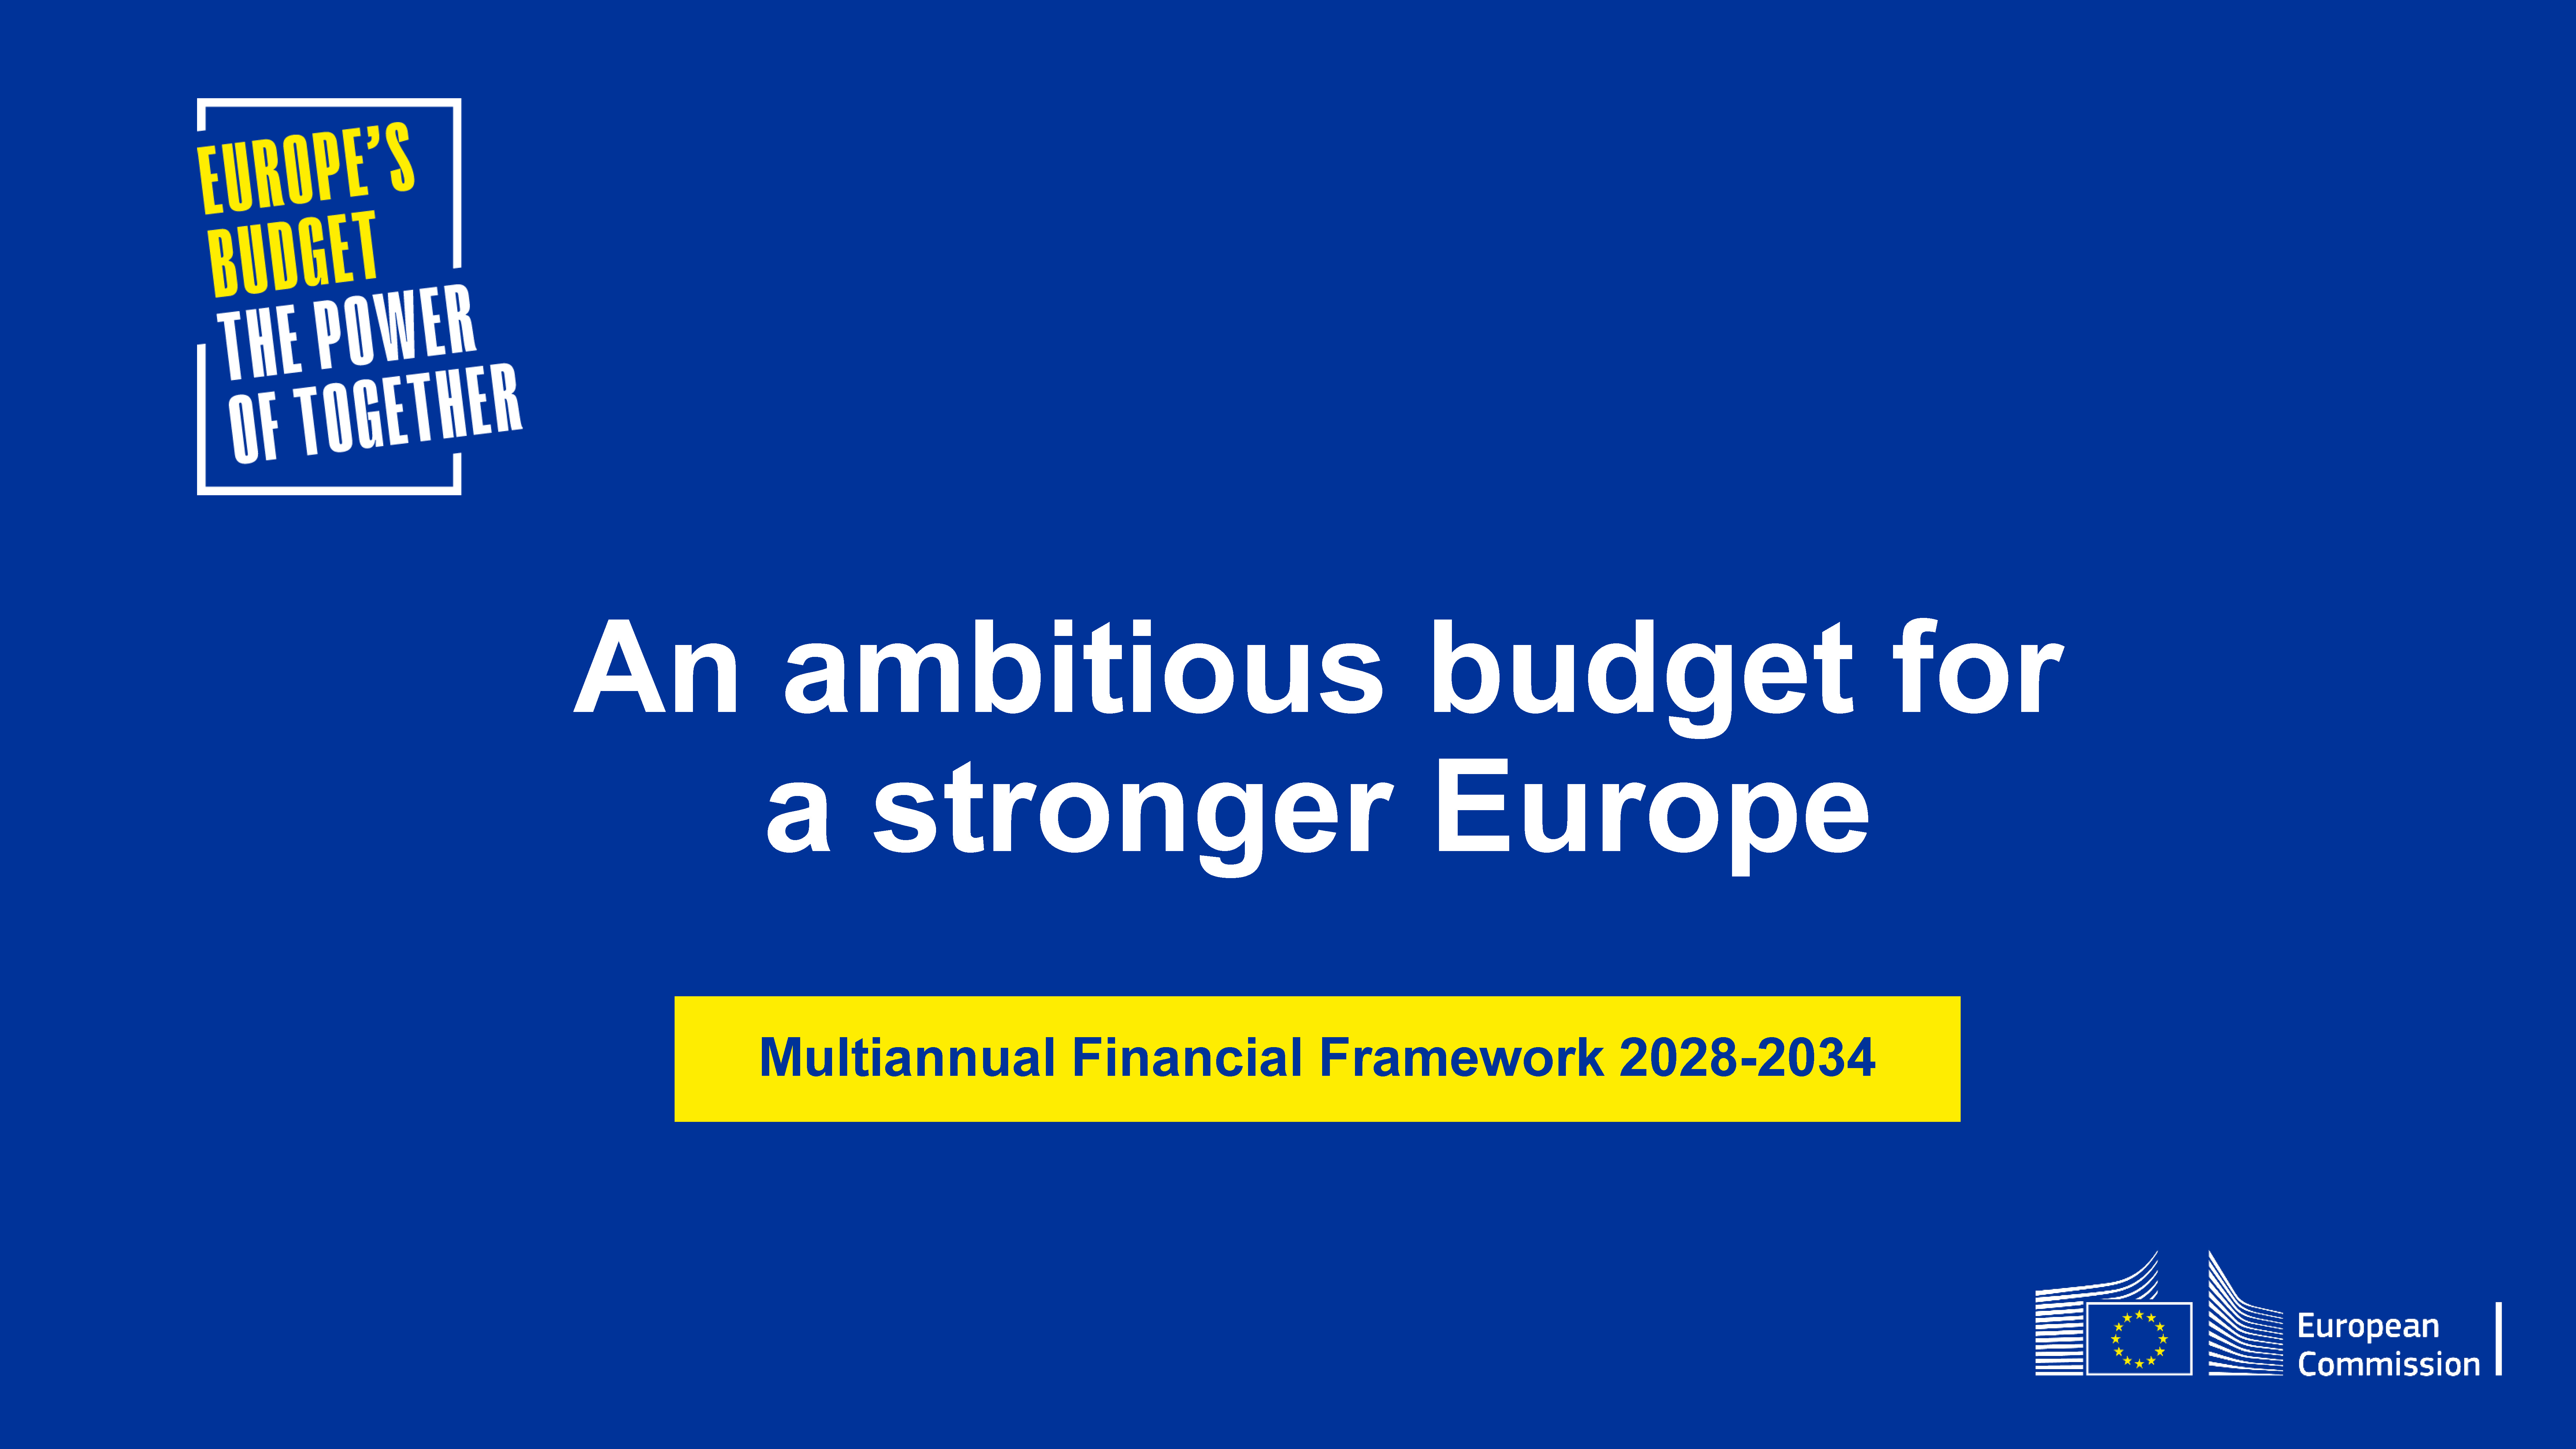 EUROPE'S
BUDGET
THE POWER
OF TOGETHER
An ambitious budget for
a stronger Europe
Multiannual Financial Framework 2028-2034
European
Commission